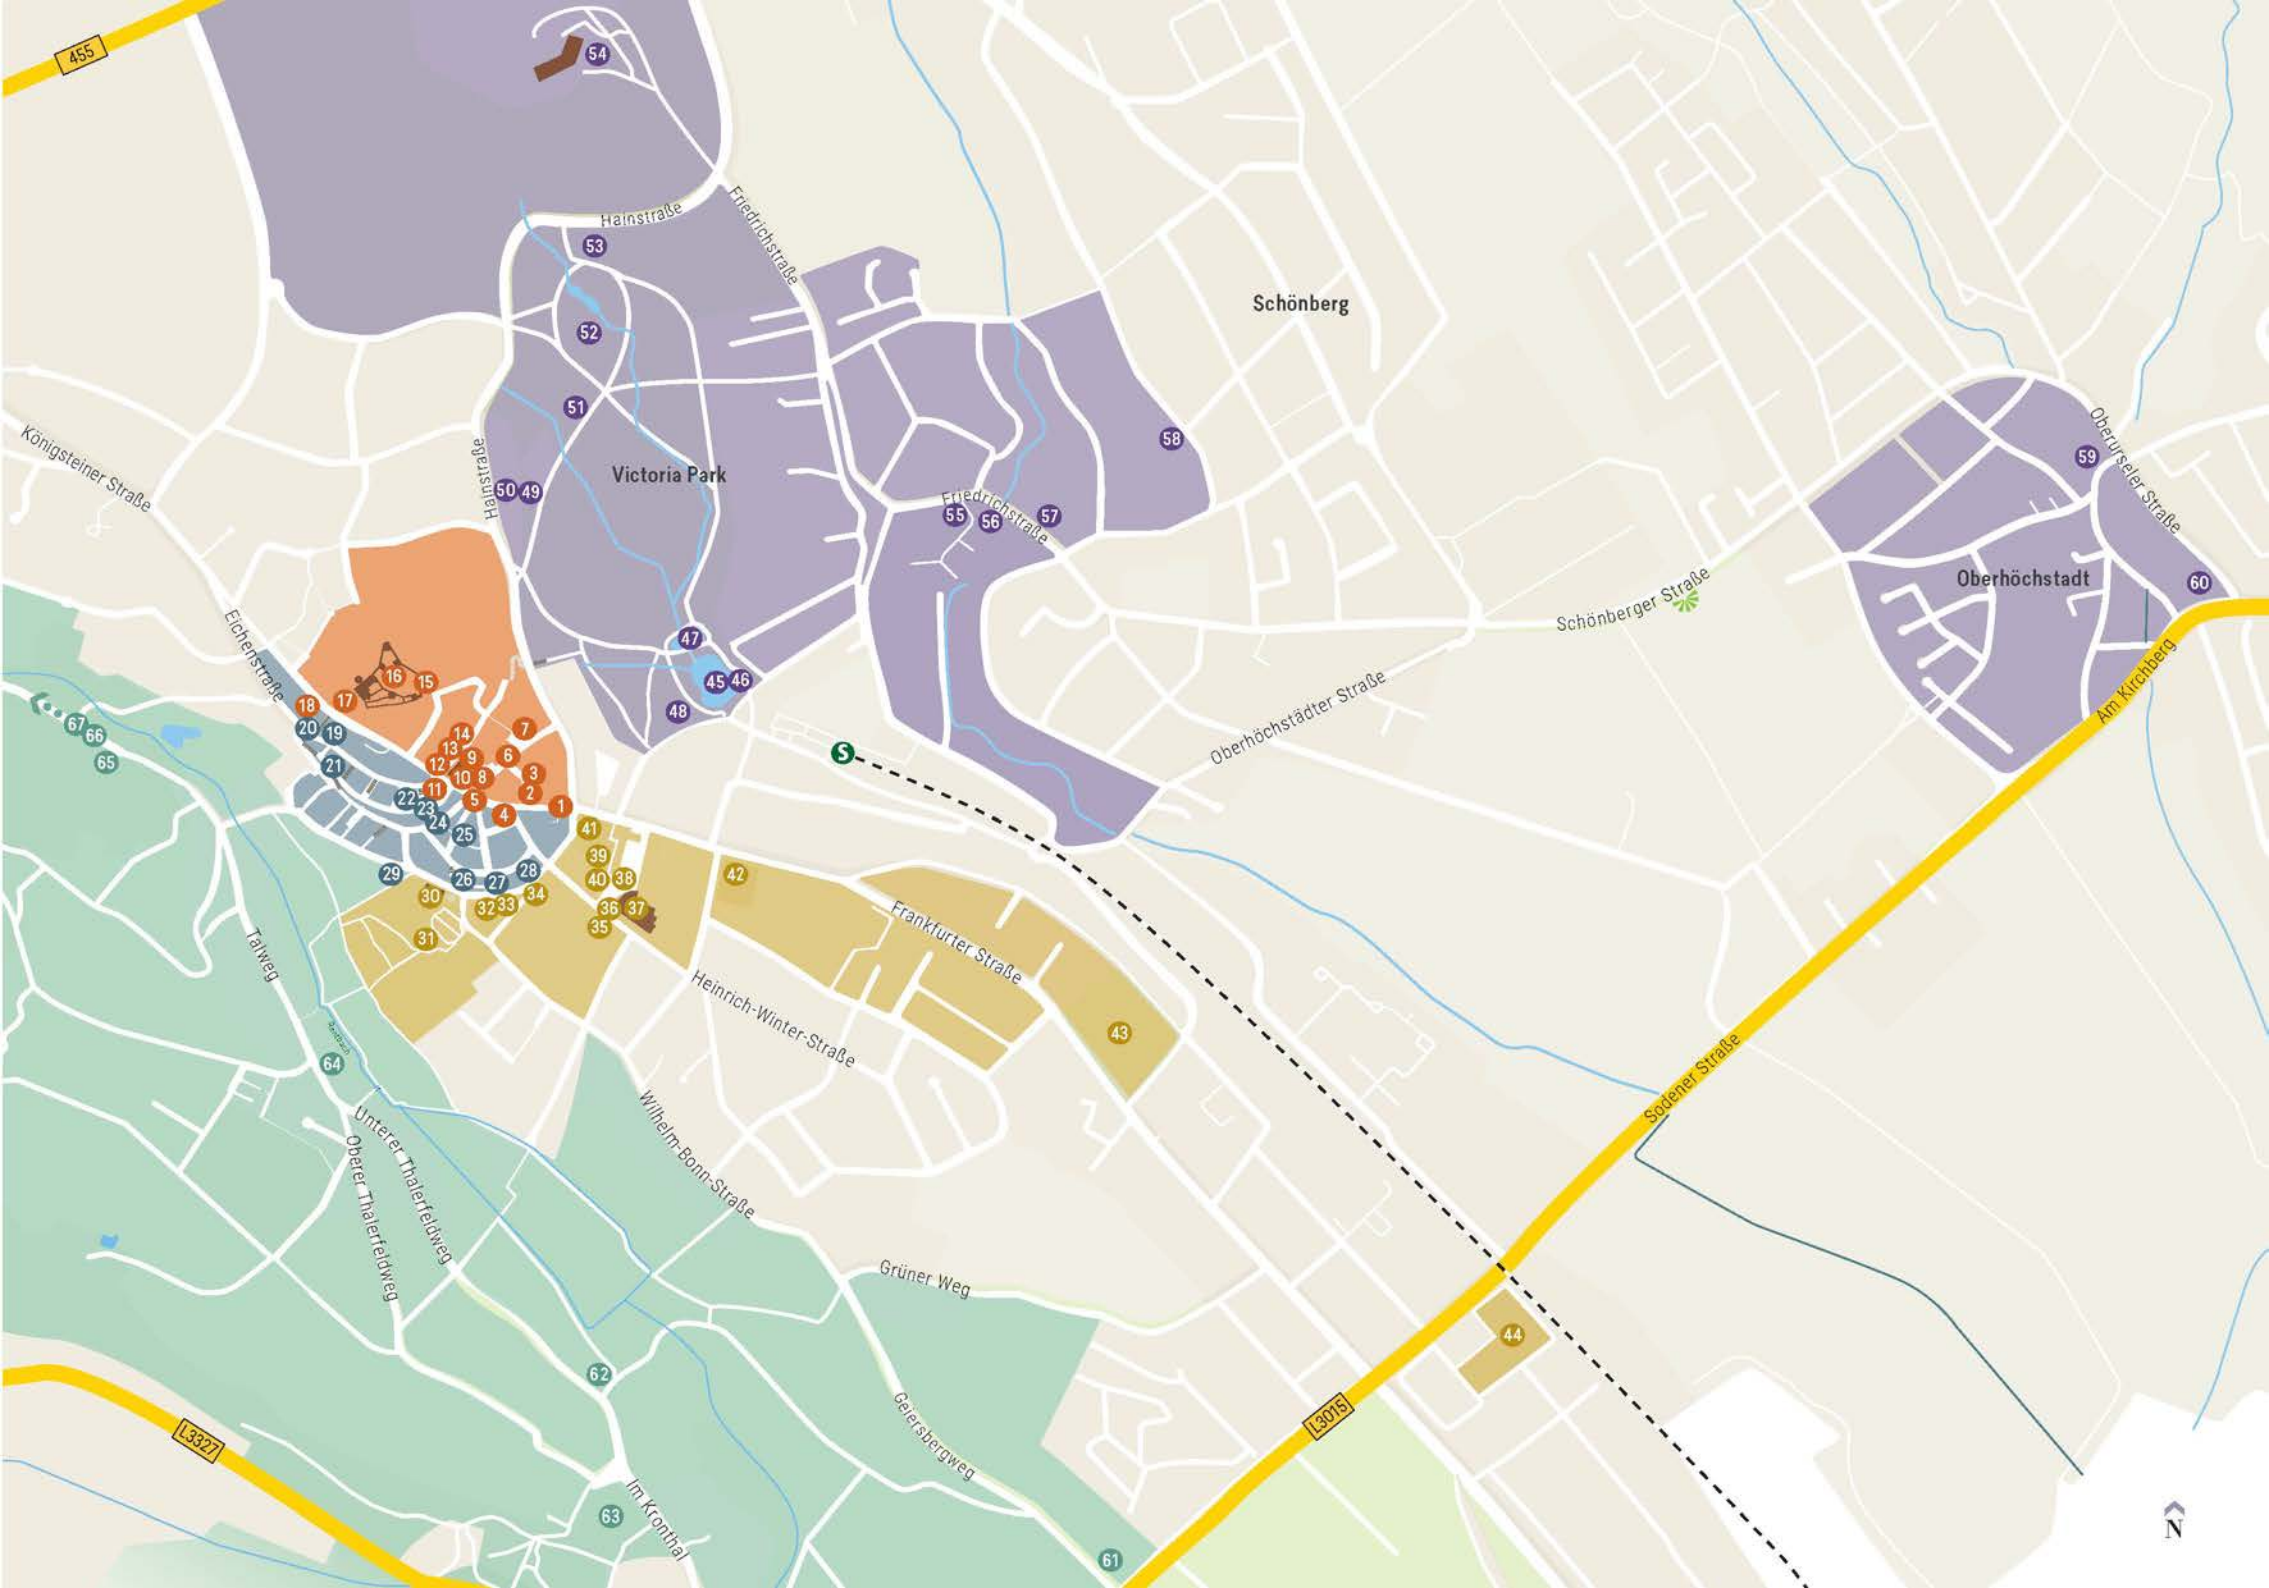 455
54
Hainstraße
Friedrichstraße
53
Schönberg
52
51
58
Königsteiner Straße
Hainstraße
Victoria Park
50
49
Friedrichstraße
55
56
57
Oberurseler Straße
59
Oberhöchstadt
60
Schönberger Straße
Eichenstraße
47
16
15
45
46
17
18
48
Oberhöchstädter Straße
Am Kirchberg
67
66
65
20
19
7
14
13
6
S
12
9
21
10
8
3
11
2
22
5
1
23
4
24
25
41
39
29
26
27
28
40
38
42
30
34
32
33
36
37
35
31
Frankfurter Straße
Talweg
Heinrich-Winter-Straße
43
Rentbach
64
Sodener Straße
Unterer Thalerfeldweg
Oberer Thalerfeldweg
Wilhelm-Bonn-Straße
Grüner Weg
44
62
L3015
L3327
Geiersbergweg
63
Im Kronthal
61
N